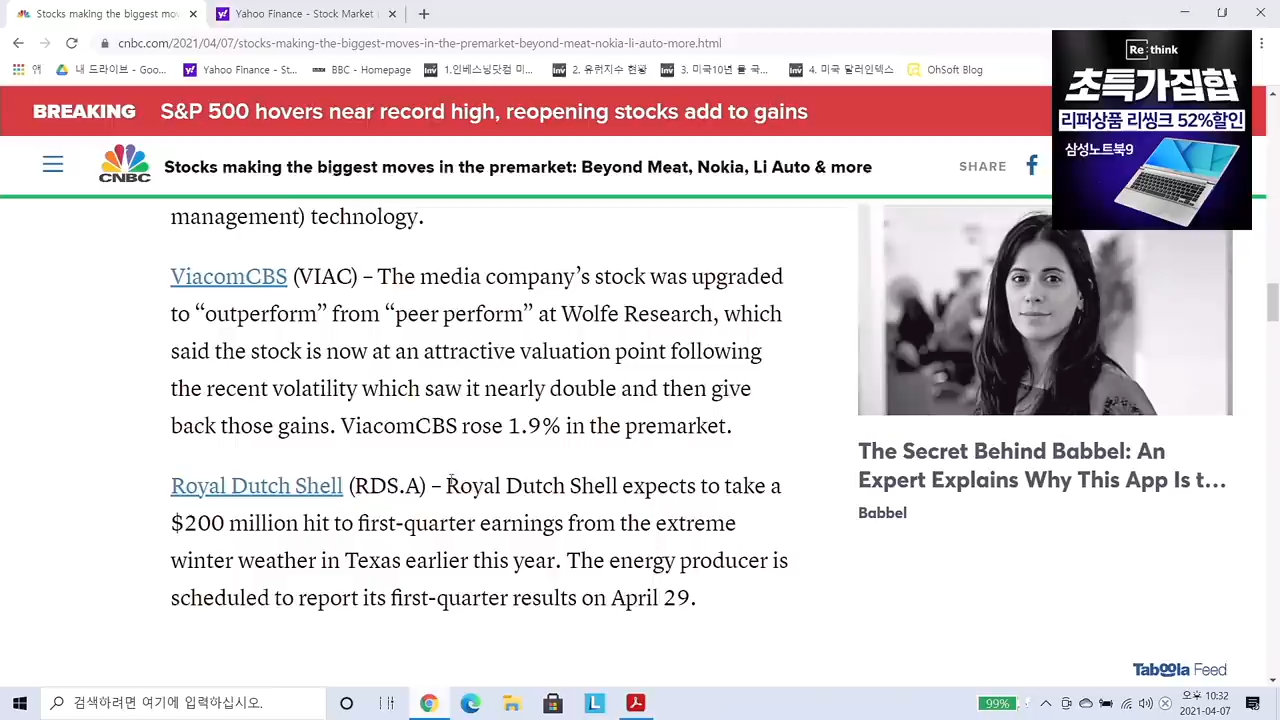 Stocks making the biggest moves
Yahoo Finance - Stock Market
cnbc.com/2021/04/07/stocks-making-the-biggest-moves-in-the-premarket-beyond-meat-nokia-li-auto-more.html
앱
내 드라이브 - Goo...
Yahoo Finance - St...
BBC - Homepage
1.인베스닝닷컴 미...
2. 유튀지수 현황
3. 미국10년 률 국...
4. 미국 달러인덱스
OhSoft Blog
BREAKING S&P 500 hovers near record high, reopening stocks add to gains
CNBC
Stocks making the biggest moves in the premarket: Beyond Meat, Nokia, Li Auto & more
SHARE
Re:think
초특가집합
리퍼상품 리씽크 52%할인
삼성노트북9
management) technology.
ViacomCBS (VIAC) – The media company’s stock was upgraded
to “outperform” from “peer perform” at Wolfe Research, which
said the stock is now at an attractive valuation point following
the recent volatility which saw it nearly double and then give
back those gains. ViacomCBS rose 1.9% in the premarket.
Royal Dutch Shell (RDS.A) – Royal Dutch Shell expects to take a
$200 million hit to first-quarter earnings from the extreme
winter weather in Texas earlier this year. The energy producer is
scheduled to report its first-quarter results on April 29.
The Secret Behind Babbel: An
Expert Explains Why This App Is t...
Babbel
Taboola Feed
검색하려면 여기에 입력하십시오.
99%
오후 10:32
2021-04-07